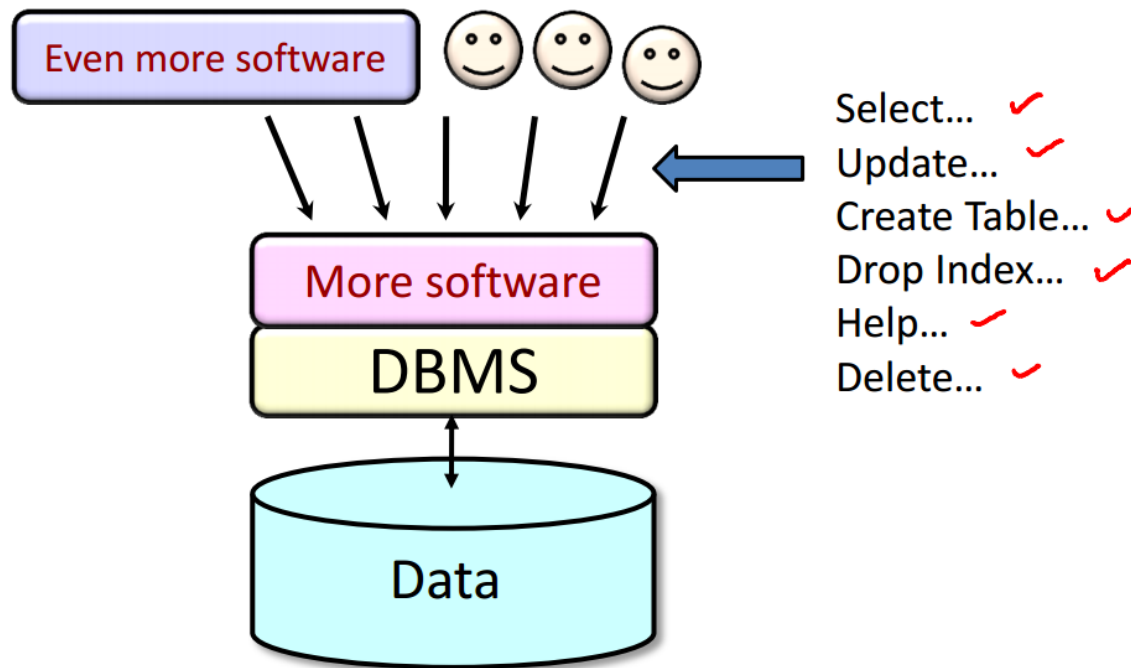 Even more software
Select...
Update...
Create Table...
Drop Index...
Help...
Delete...
More software
DBMS
Data